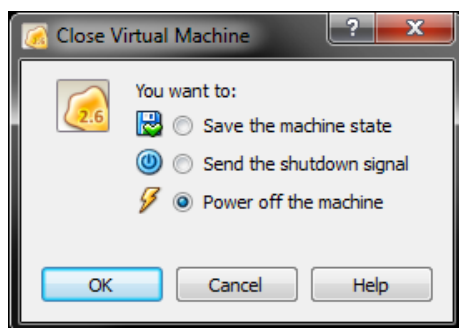 Close Virtual Machine
?
X
You want to:
2.6
Save the machine state
Send the shutdown signal
Power off the machine
OK
Cancel
Help